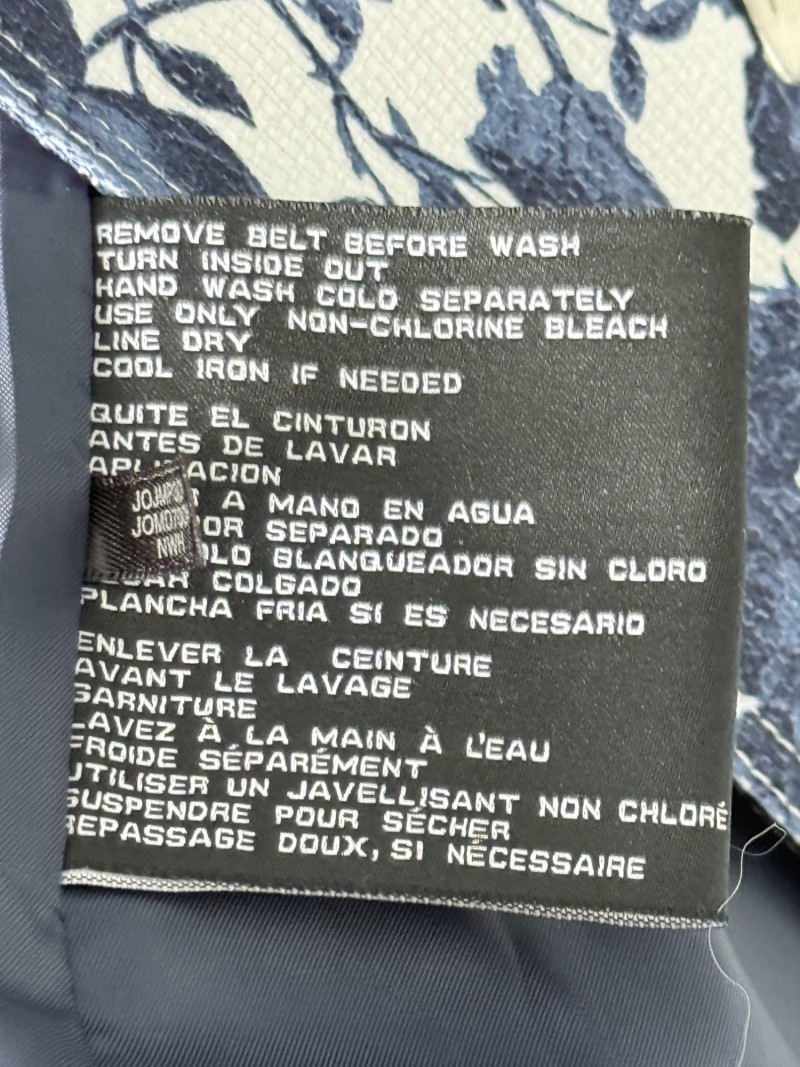 REMOVE BELT BEFORE WASH
TURN INSIDE OUT
HAND WASH COLD SEPARATELY
USE ONLY NON-CHLORINE BLEACH
LINE DRY
COOL IRON IF NEEDED
QUITE EL CINTURON
ANTES DE LAVAR
A MANO EN AGUA
SEPARADO
BLANQUEADOR SIN CLORO
COLGADO
PLANCHA FRIA SI ES NECESARIO
ENLEVER LA CEINTURE
AVANT LE LAVAGE
GARNITURE
LAVEZ À LA MAIN À L'EAU
FROIDE SÉPARÉMENT
UTILISER UN JAVELLISANT NON CHLORÉ
SUSPENDRE POUR SÉCHER
REPASSAGE DOUX, SI NÉCESSAIRE